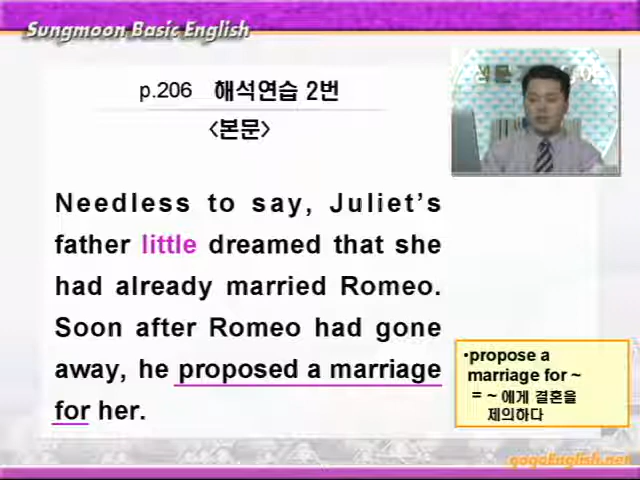 Sungmoon Basic English
p.206 해석연습 2번
<본문>
Needless to say, Juliet's
father little dreamed that she
had already married Romeo.
Soon after Romeo had gone
away, he proposed a marriage
for her.
•propose a
marriage for ~
= ~ 에게 결혼을
제의하다
gogoEnglish.net